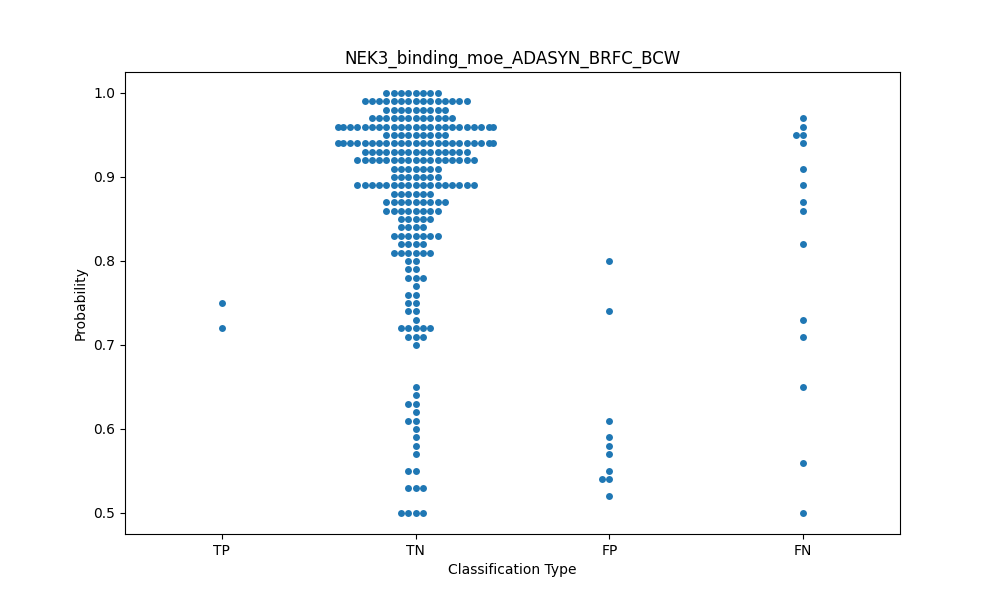 NEK3_binding_moe_ADASYN_BRFC_BCW
1.0
0.9
0.8
0.7
0.6
0.5
Probability
TP TN FP FN
Classification Type